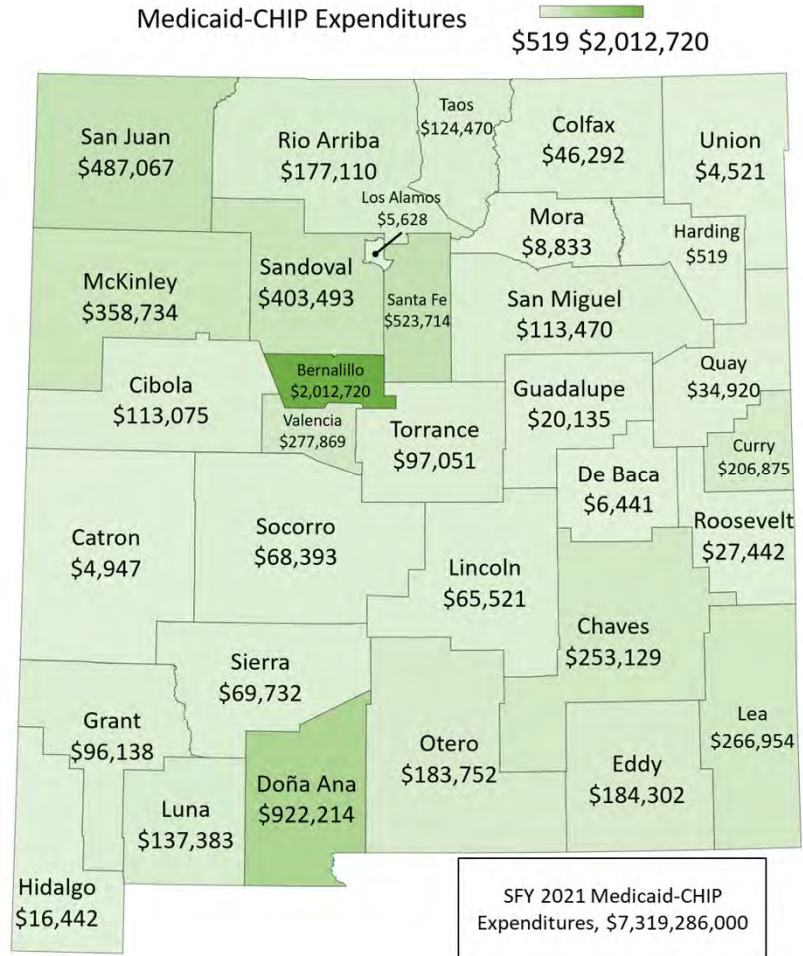 Medicaid-CHIP Expenditures
$519 $2,012,720
San Juan
$487,067
Rio Arriba
$177,110
Taos
$124,470
Colfax
$46,292
Union
$4,521
Los Alamos
$5,628
Mora
$8,833
Harding
$519
McKinley
$358,734
Sandoval
$403,493
Santa Fe
$523,714
San Miguel
$113,470
Cibola
$113,075
Bernalillo
$2,012,720
Valencia
$277,869
Torrance
$97,051
Guadalupe
$20,135
Quay
$34,920
Curry
$206,875
De Baca
$6,441
Roosevelt
$27,442
Catron
$4,947
Socorro
$68,393
Lincoln
$65,521
Chaves
$253,129
Sierra
$69,732
Grant
$96,138
Otero
$183,752
Lea
$266,954
Eddy
$184,302
Doña Ana
$922,214
Luna
$137,383
Hidalgo
$16,442
SFY 2021 Medicaid-CHIP
Expenditures, $7,319,286,000